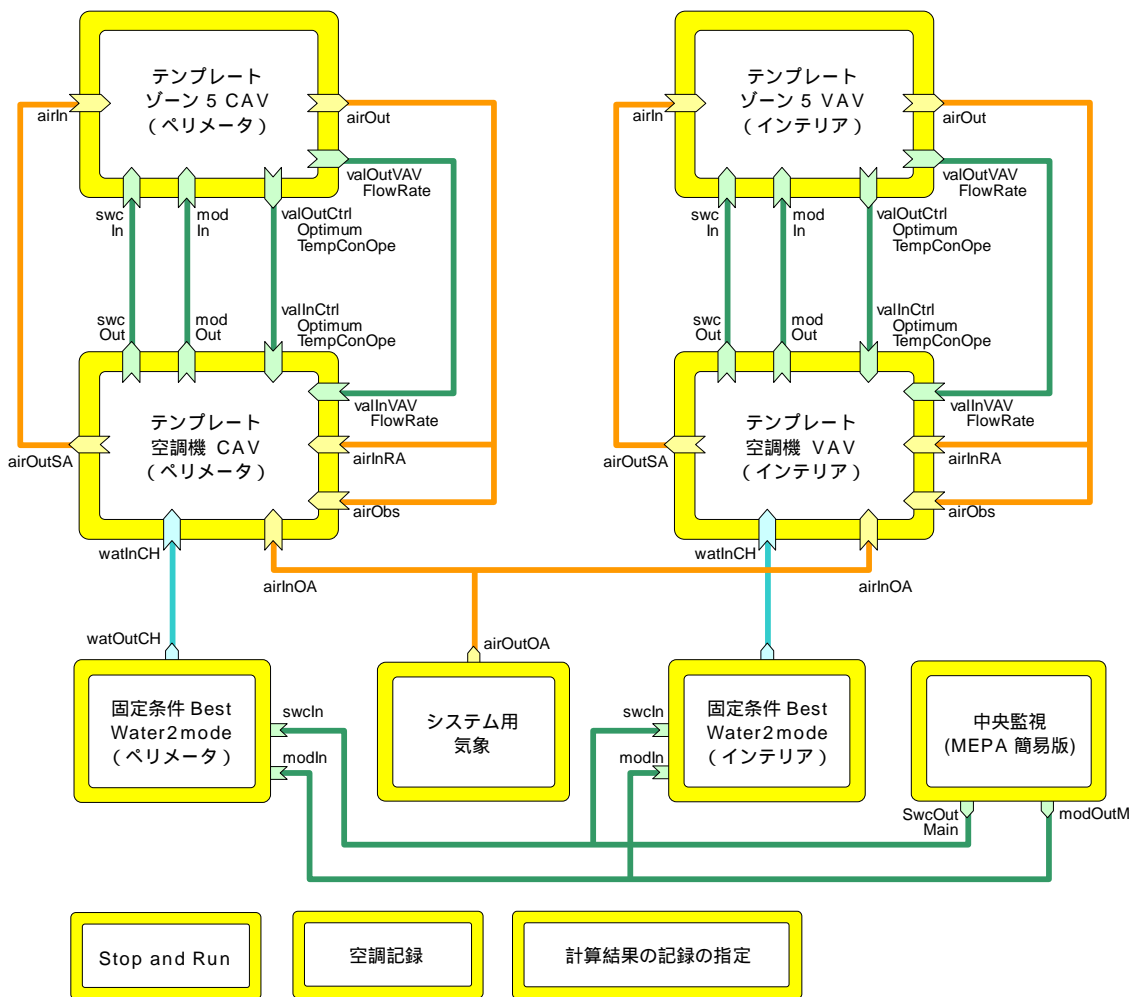 テンプレート
ゾーン 5 CAV
（ペリメータ）
airIn
airOut
valOutVAV
FlowRate
swc
In
mod
In
valOutCtrl
Optimum
TempConOpe
swc
Out
mod
Out
valInCtrl
Optimum
TempConOpe
テンプレート
空調機 CAV
（ペリメータ）
valInVAV
FlowRate
airOutSA
airInRA
airObs
watInCH
airInOA
テンプレート
ゾーン 5 VAV
（インテリア）
airIn
airOut
valOutVAV
FlowRate
swc
In
mod
In
valOutCtrl
Optimum
TempConOpe
swc
Out
mod
Out
valInCtrl
Optimum
TempConOpe
テンプレート
空調機 VAV
（インテリア）
valInVAV
FlowRate
airOutSA
airInRA
airObs
watInCH
airInOA
watOutCH
airOutOA
固定条件 Best
Water2mode
（ペリメータ）
swcIn
modIn
システム用
気象
swcIn
modIn
固定条件 Best
Water2mode
（インテリア）
中央監視
(MEPA 簡易版)
SwcOut
Main
modOutM
Stop and Run
空調記録
計算結果の記録の指定